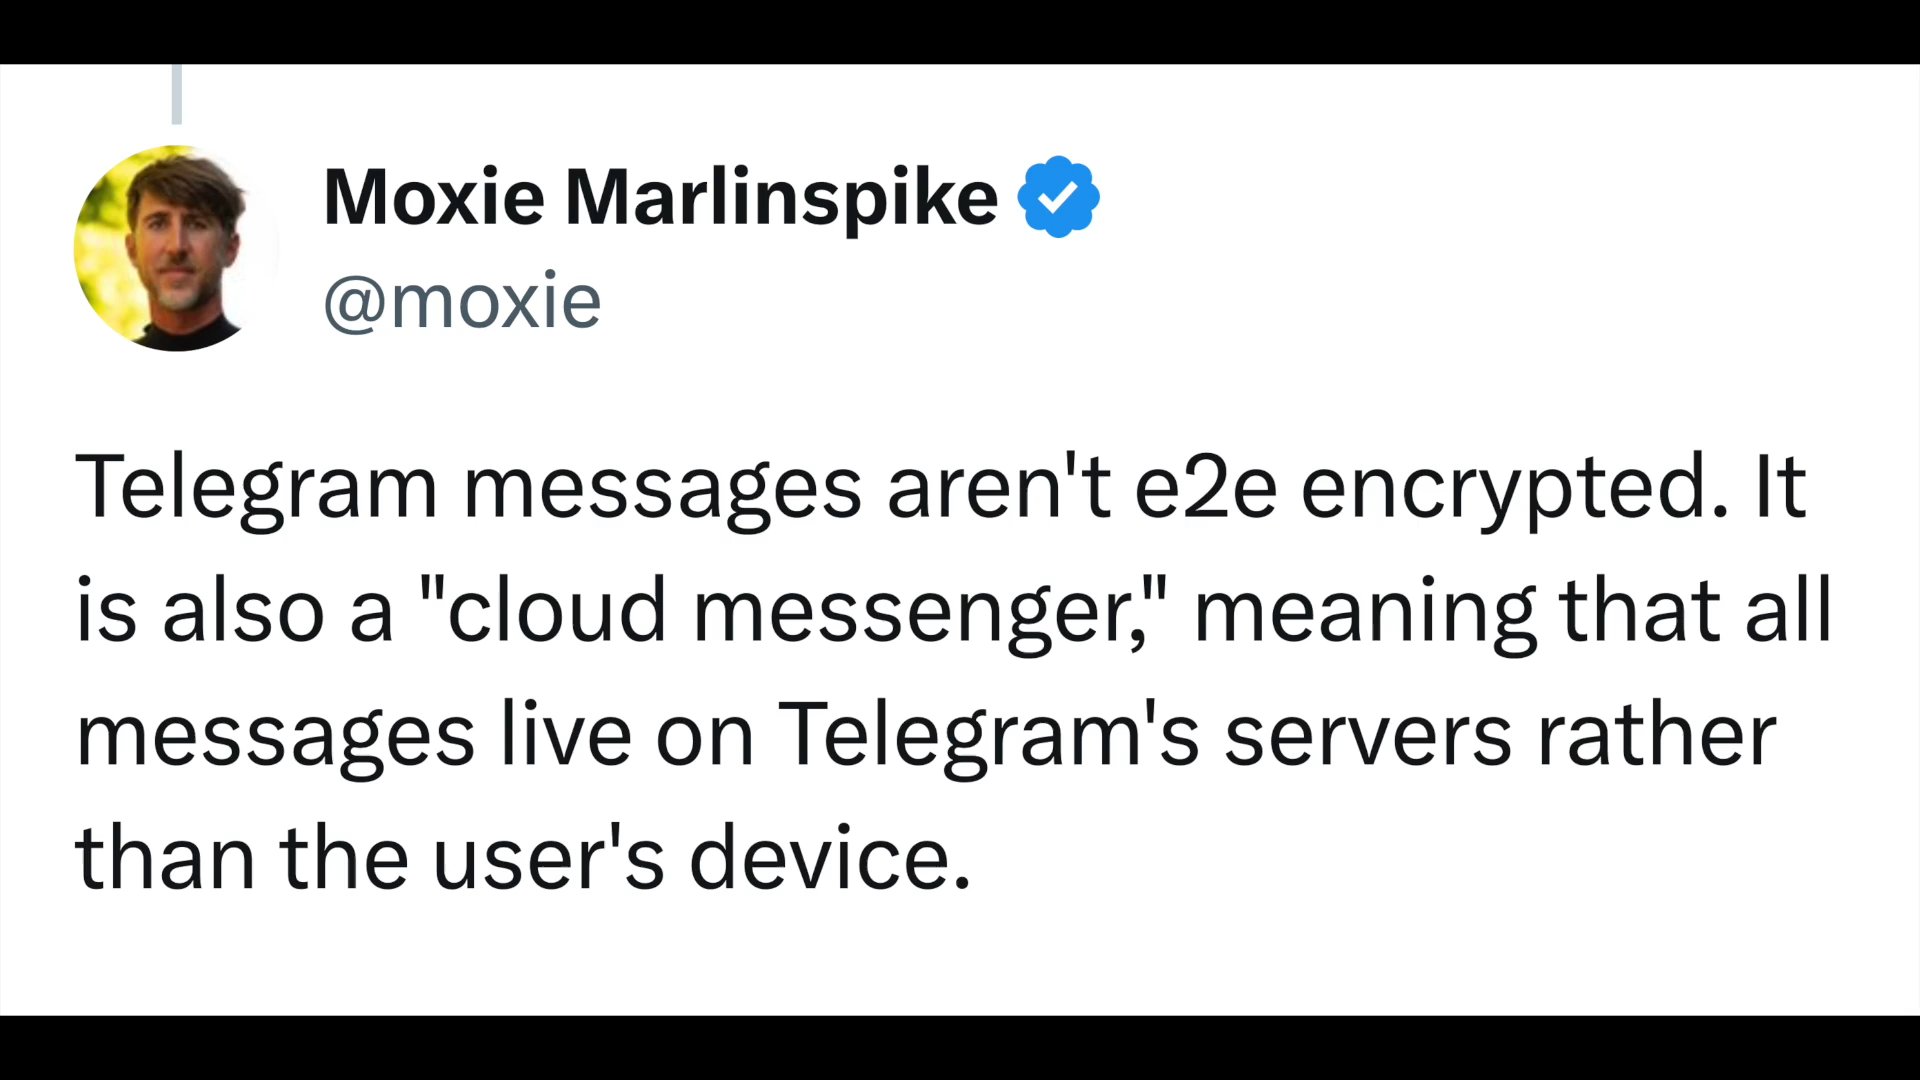 Moxie Marlinspike
@moxie
Telegram messages aren't e2e encrypted. It
is also a "cloud messenger," meaning that all
messages live on Telegram's servers rather
than the user's device.